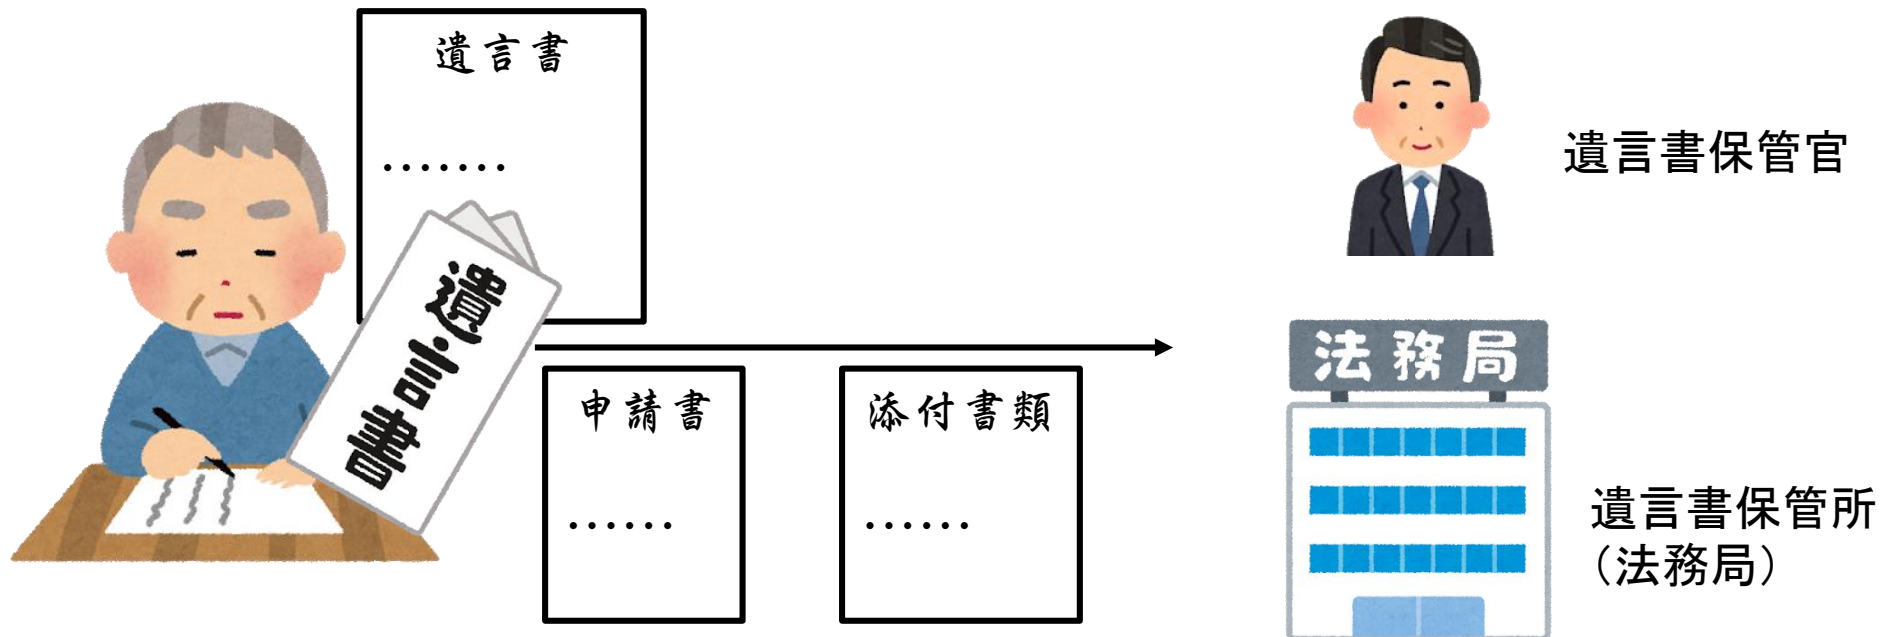 遺言書
・・・・・・・
遺言書
遺言書保管官
法務局
申請書
・・・・・・
添付書類
・・・・・・
遺言書保管所
（法務局）